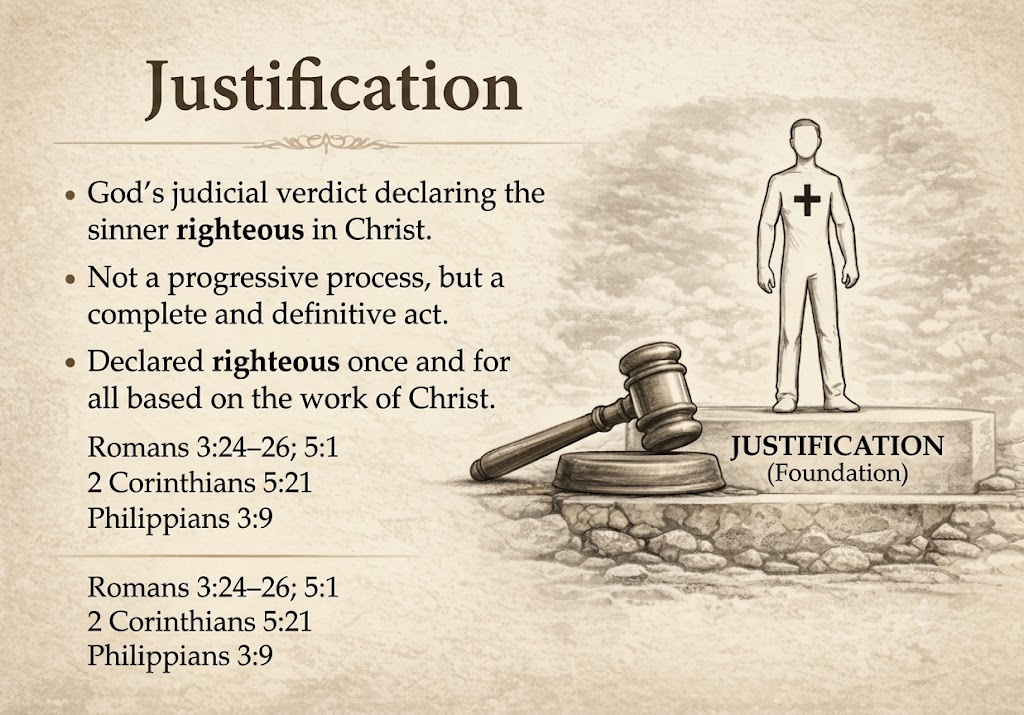 Justification
• God’s judicial verdict declaring the
sinner righteous in Christ.
• Not a progressive process, but a
complete and definitive act.
• Declared righteous once and for
all based on the work of Christ.
Romans 3:24–26; 5:1
2 Corinthians 5:21
Philippians 3:9
Romans 3:24–26; 5:1
2 Corinthians 5:21
Philippians 3:9
JUSTIFICATION
(Foundation)